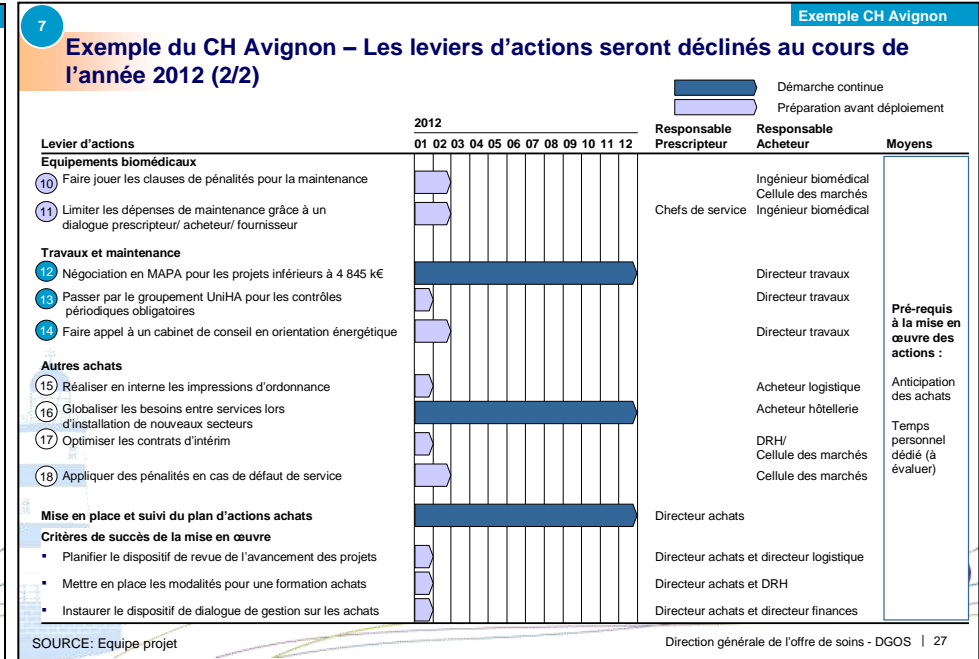 7
Exemple CH Avignon
Exemple du CH Avignon – Les leviers d'actions seront déclinés au cours de
l'année 2012 (2/2)
Démarche continue
Préparation avant déploiement
2012
Levier d'actions
01 02 03 04 05 06 07 08 09 10 11 12
Responsable
Prescripteur
Responsable
Acheteur
Moyens
Equipements biomédicaux
10 Faire jouer les clauses de pénalités pour la maintenance
Ingénieur biomédical
Cellule des marchés
11 Limiter les dépenses de maintenance grâce à un
dialogue prescripteur/ acheteur/ fournisseur
Chefs de service
Ingénieur biomédical
Travaux et maintenance
12 Négociation en MAPA pour les projets inférieurs à 4 845 k€
Directeur travaux
13 Passer par le groupement UniHA pour les contrôles
périodiques obligatoires
Directeur travaux
14 Faire appel à un cabinet de conseil en orientation énergétique
Directeur travaux
Autres achats
15 Réaliser en interne les impressions d'ordonnance
Acheteur logistique
16 Globaliser les besoins entre services lors
d'installation de nouveaux secteurs
Acheteur hôtellerie
17 Optimiser les contrats d'intérim
DRH/
Cellule des marchés
18 Appliquer des pénalités en cas de défaut de service
Cellule des marchés
Pré-requis
à la mise en
œuvre des
actions :
Anticipation
des achats
Temps
personnel
dédié (à
évaluer)
Mise en place et suivi du plan d'actions achats
Directeur achats
Critères de succès de la mise en œuvre
▪ Planifier le dispositif de revue de l'avancement des projets
Directeur achats et directeur logistique
▪ Mettre en place les modalités pour une formation achats
Directeur achats et DRH
▪ Instaurer le dispositif de dialogue de gestion sur les achats
Directeur achats et directeur finances
SOURCE: Equipe projet
Direction générale de l'offre de soins - DGOS | 27